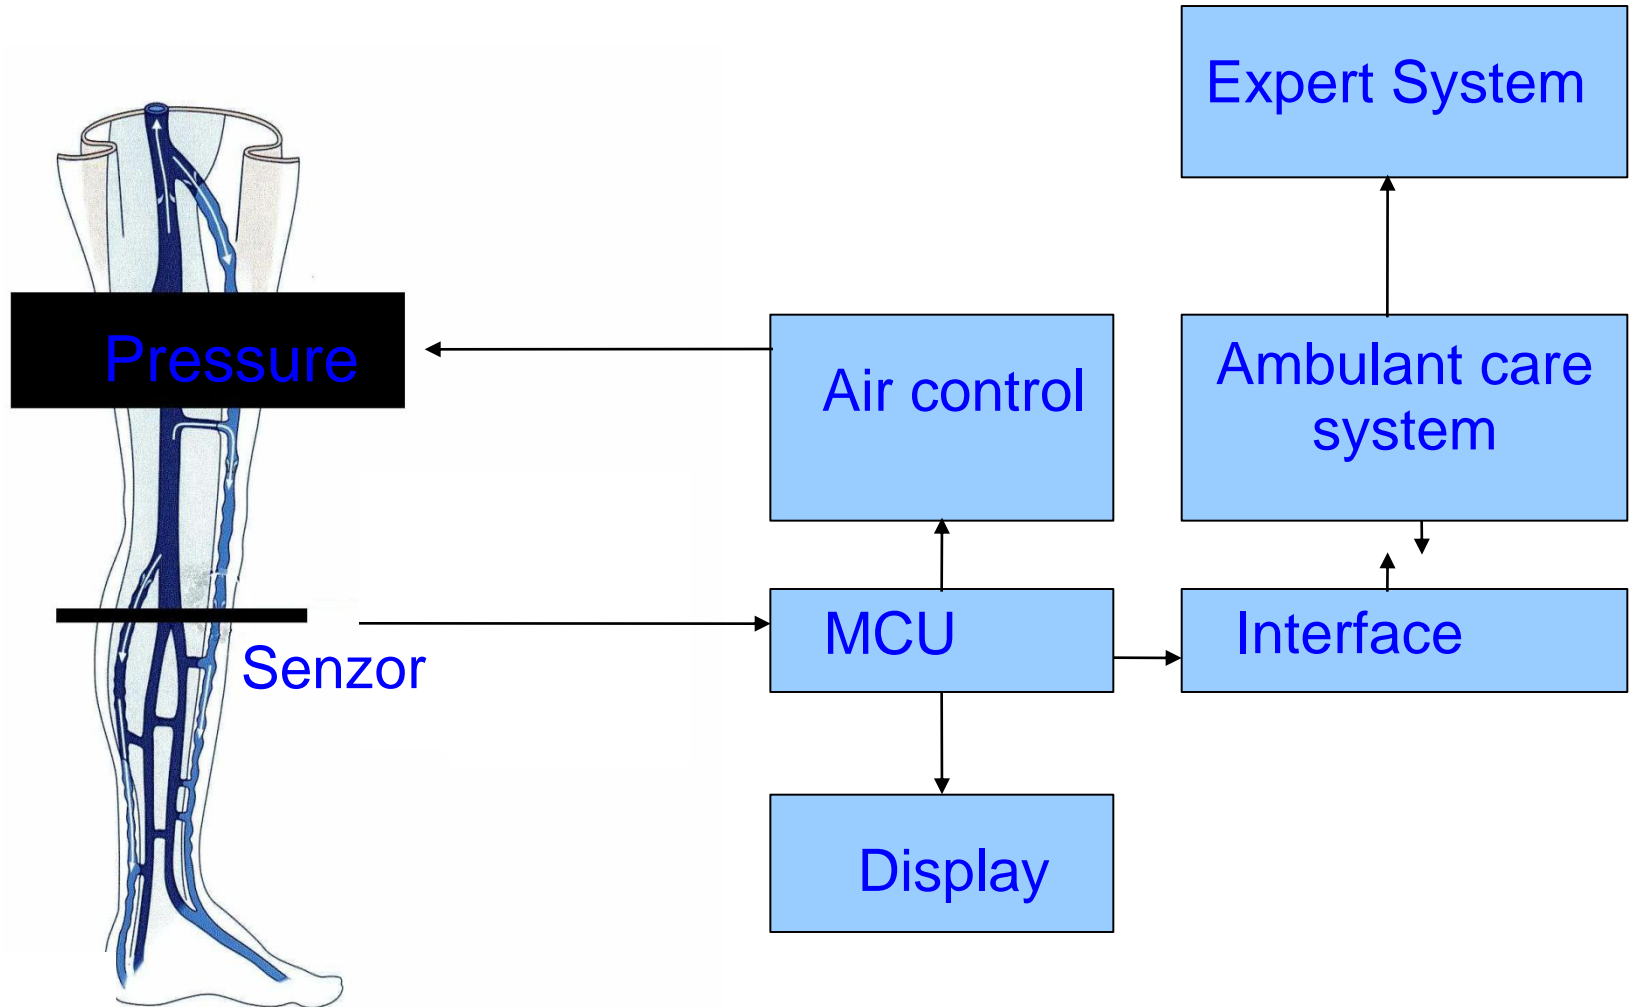 Expert System
Pressure
Air control
Ambulant care
system
Senzor
MCU
Interface
Display